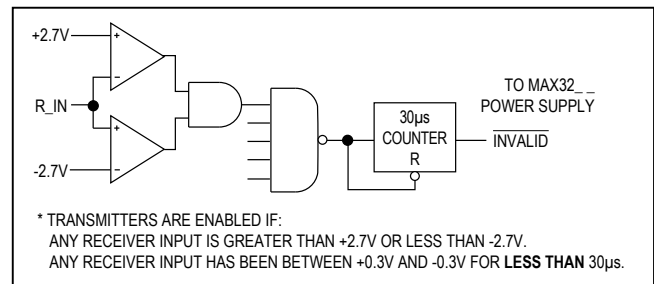 +2.7V
+
−
R_IN
+
-2.7V
−
TO MAX32_ _
POWER SUPPLY
30µs
COUNTER
R
INVALID
* TRANSMITTERS ARE ENABLED IF:
ANY RECEIVER INPUT IS GREATER THAN +2.7V OR LESS THAN -2.7V.
ANY RECEIVER INPUT HAS BEEN BETWEEN +0.3V AND -0.3V FOR LESS THAN 30µs.